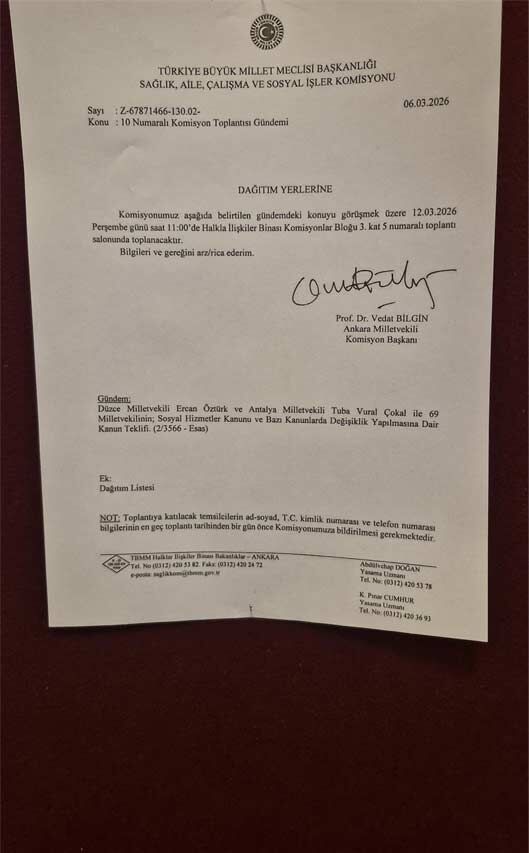 TÜRKİYE BÜYÜK MİLLET MECLİSİ BAŞKANLIĞI
SAĞLIK, AİLE, ÇALIŞMA VE SOSYAL İŞLER KOMİSYONU
06.03.2026
Sayı : Z-67871466-130.02-
Konu : 10 Numaralı Komisyon Toplantısı Gündemi
DAĞITIM YERLERİNE
Komisyonumuz aşağıda belirtilen gündemdeki konuyu görüşmek üzere 12.03.2026
Perşembe günü saat 11:00'de Halkla İlişkiler Binası Komisyonlar Bloğu 3. kat 5 numaralı toplantı
salonunda toplanacaktır.
Bilgileri ve gereğini arz/rica ederim.
Prof. Dr. Vedat BİLGİN
Ankara Milletvekili
Komisyon Başkanı
Gündem:
Düzce Milletvekili Ercan Öztürk ve Antalya Milletvekili Tuba Vural Çokal ile 69
Milletvekilinin; Sosyal Hizmetler Kanunu ve Bazı Kanunlarda Değişiklik Yapılmasına Dair
Kanun Teklifi. (2/3566 - Esas)
Ek:
Dağıtım Listesi
NOT: Toplantıya katılacak temsilcilerin ad-soyad, T.C. kimlik numarası ve telefon numarası
bilgilerinin en geç toplantı tarihinden bir gün önce Komisyonumuza bildirilmesi gerekmektedir.
TBMM Halklar İlişkiler Binası Bakanlıklar – ANKARA
Tel. No (0312) 420 53 82. Faks: (0312) 420 24 72
e-posta: saglikkom@tbmm.gov.tr
Abdülvehap DOĞAN
Yasama Uzmanı
Tel. No: (0312) 420 53 78
K. Pınar CUMHUR
Yasama Uzmanı
Tel. No: (0312) 420 36 93